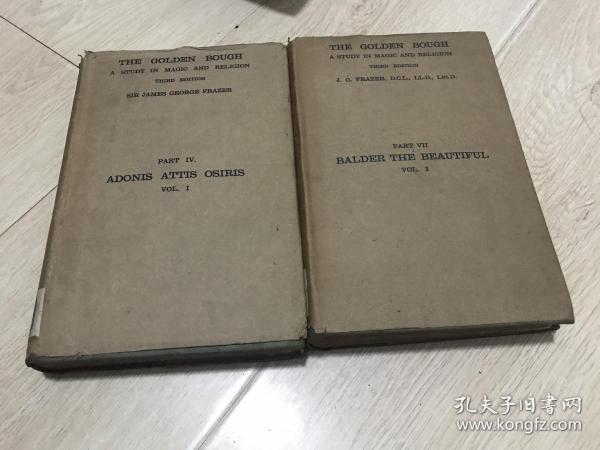 THE GOLDEN BOUGH
A STUDY IN MAGIC AND RELIGION
THIRD EDITION
SIR JAMES GEORGE FRAZER
PART IV.
ADONIS ATTIS OSIRIS
VOL. I
THE GOLDEN BOUGH
A STUDY IN MAGIC AND RELIGION
THIRD EDITION
J. G. FRAZER, D.C.L., LL.D., Litt.D.
PART VII
BALDER THE BEAUTIFUL
VOL. I
孔夫子旧书网
www.kongfz.com